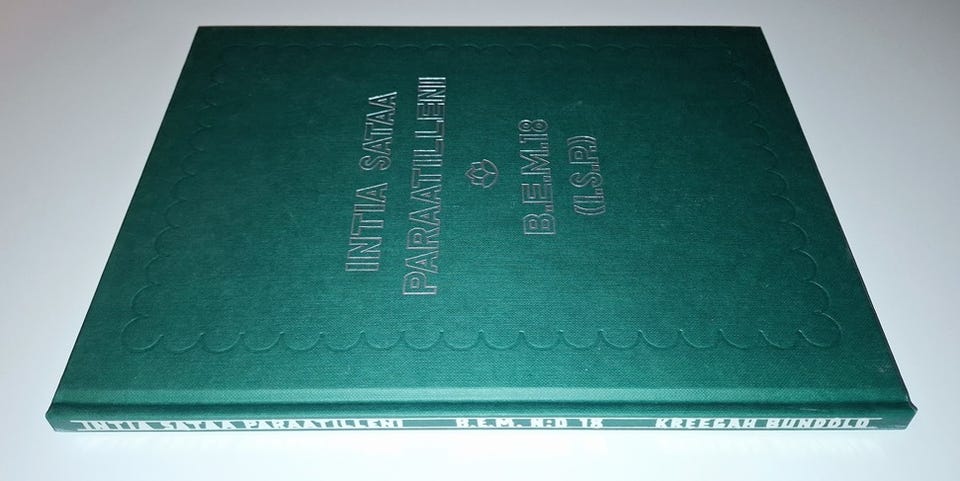 INTIA SATAA
PARAATILLENI
B.E.M.18
(I.S.P.)
INTIA SATAA PARAATILLENI B.E.M. N:O 18 KREEGAH BUNDOLO